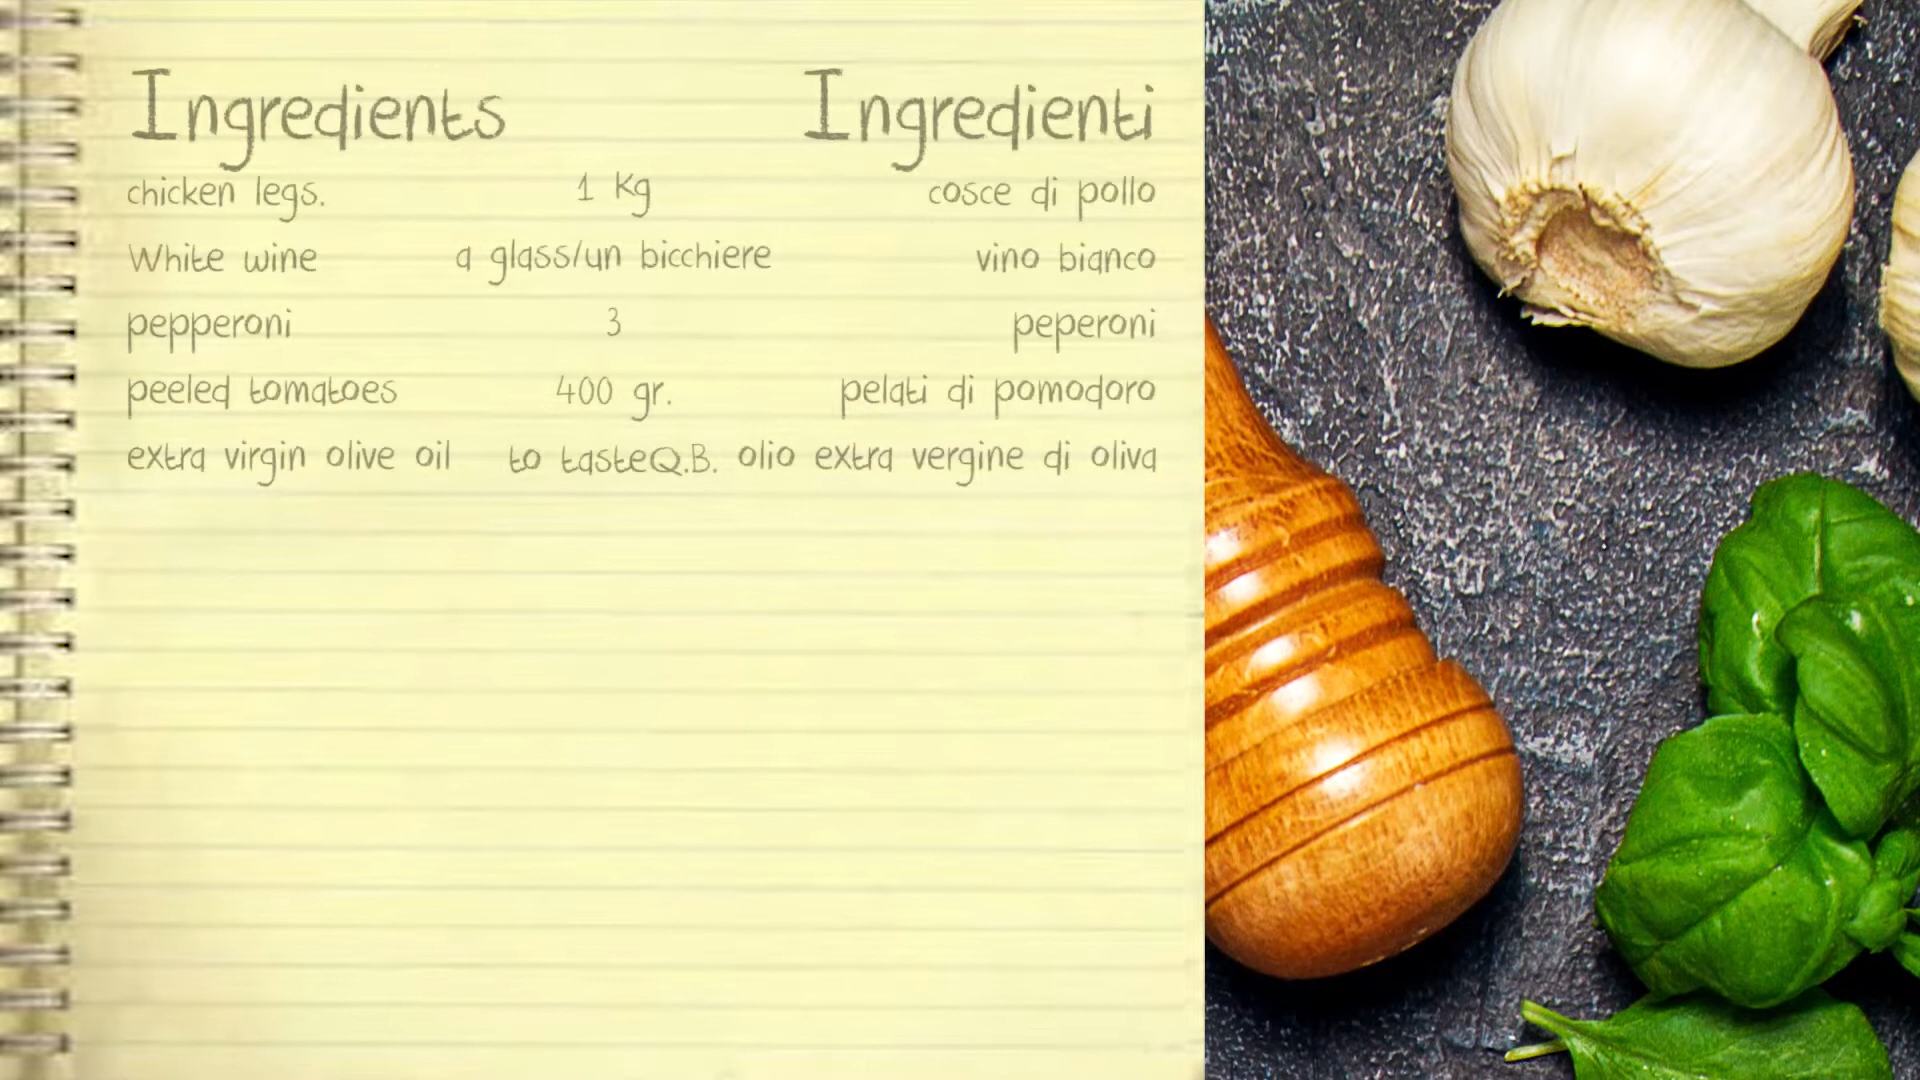 Ingredients Ingredienti
chicken legs. 1 Kg cosce di pollo
White wine a glass/un bicchiere vino bianco
pepperoni 3 peperoni
peeled tomatoes 400 gr. pelati di pomodoro
extra virgin olive oil to tasteQ.B. olio extra vergine di oliva